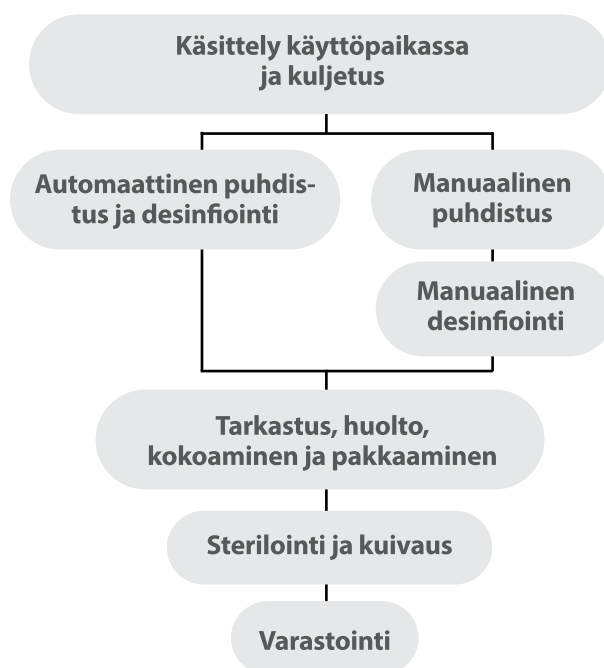 Käsittely käyttöpaikassa
ja kuljetus
Automaattinen puhdis-
tus ja desinfiointi
Manuaalinen
puhdistus
Manuaalinen
desinfiointi
Tarkastus, huolto,
kokoaminen ja pakkaaminen
Sterilointi ja kuivaus
Varastointi